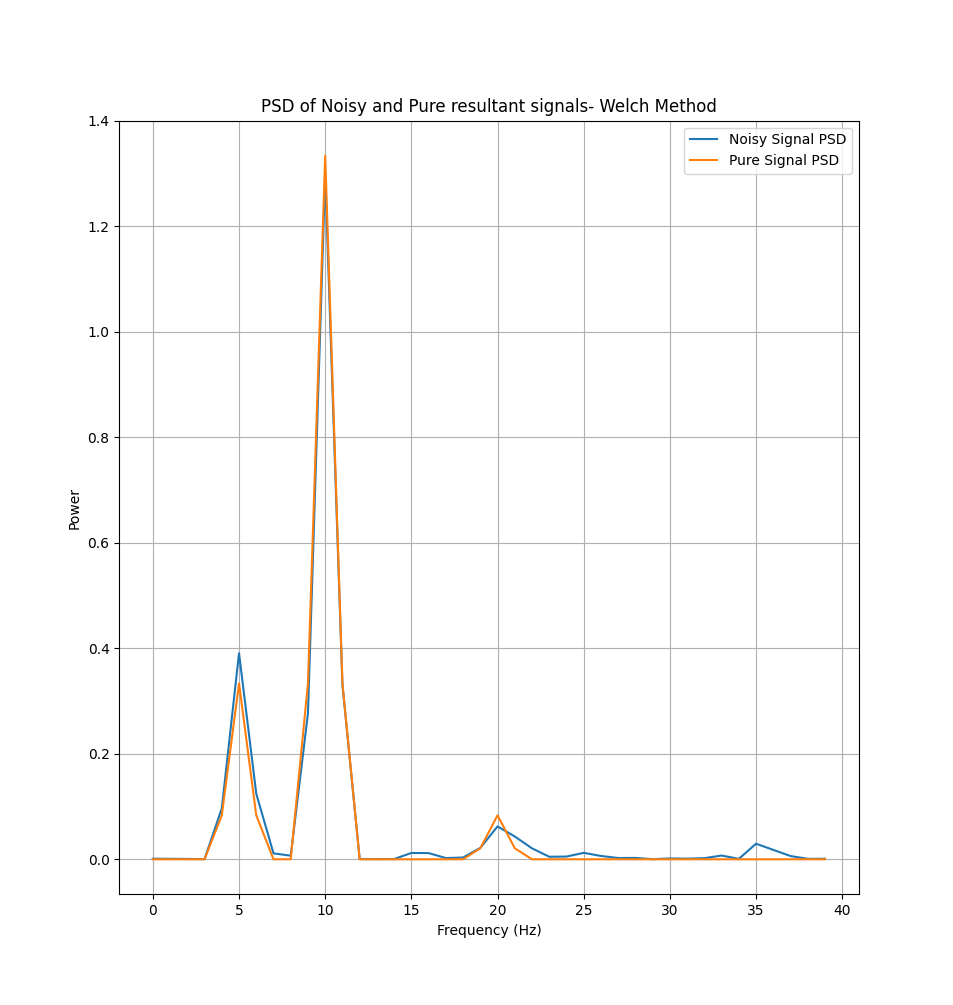 PSD of Noisy and Pure resultant signals- Welch Method
Noisy Signal PSD
Pure Signal PSD
1.4
1.2
1.0
0.8
0.6
0.4
0.2
0.0
Power
0 5 10 15 20 25 30 35 40
Frequency (Hz)